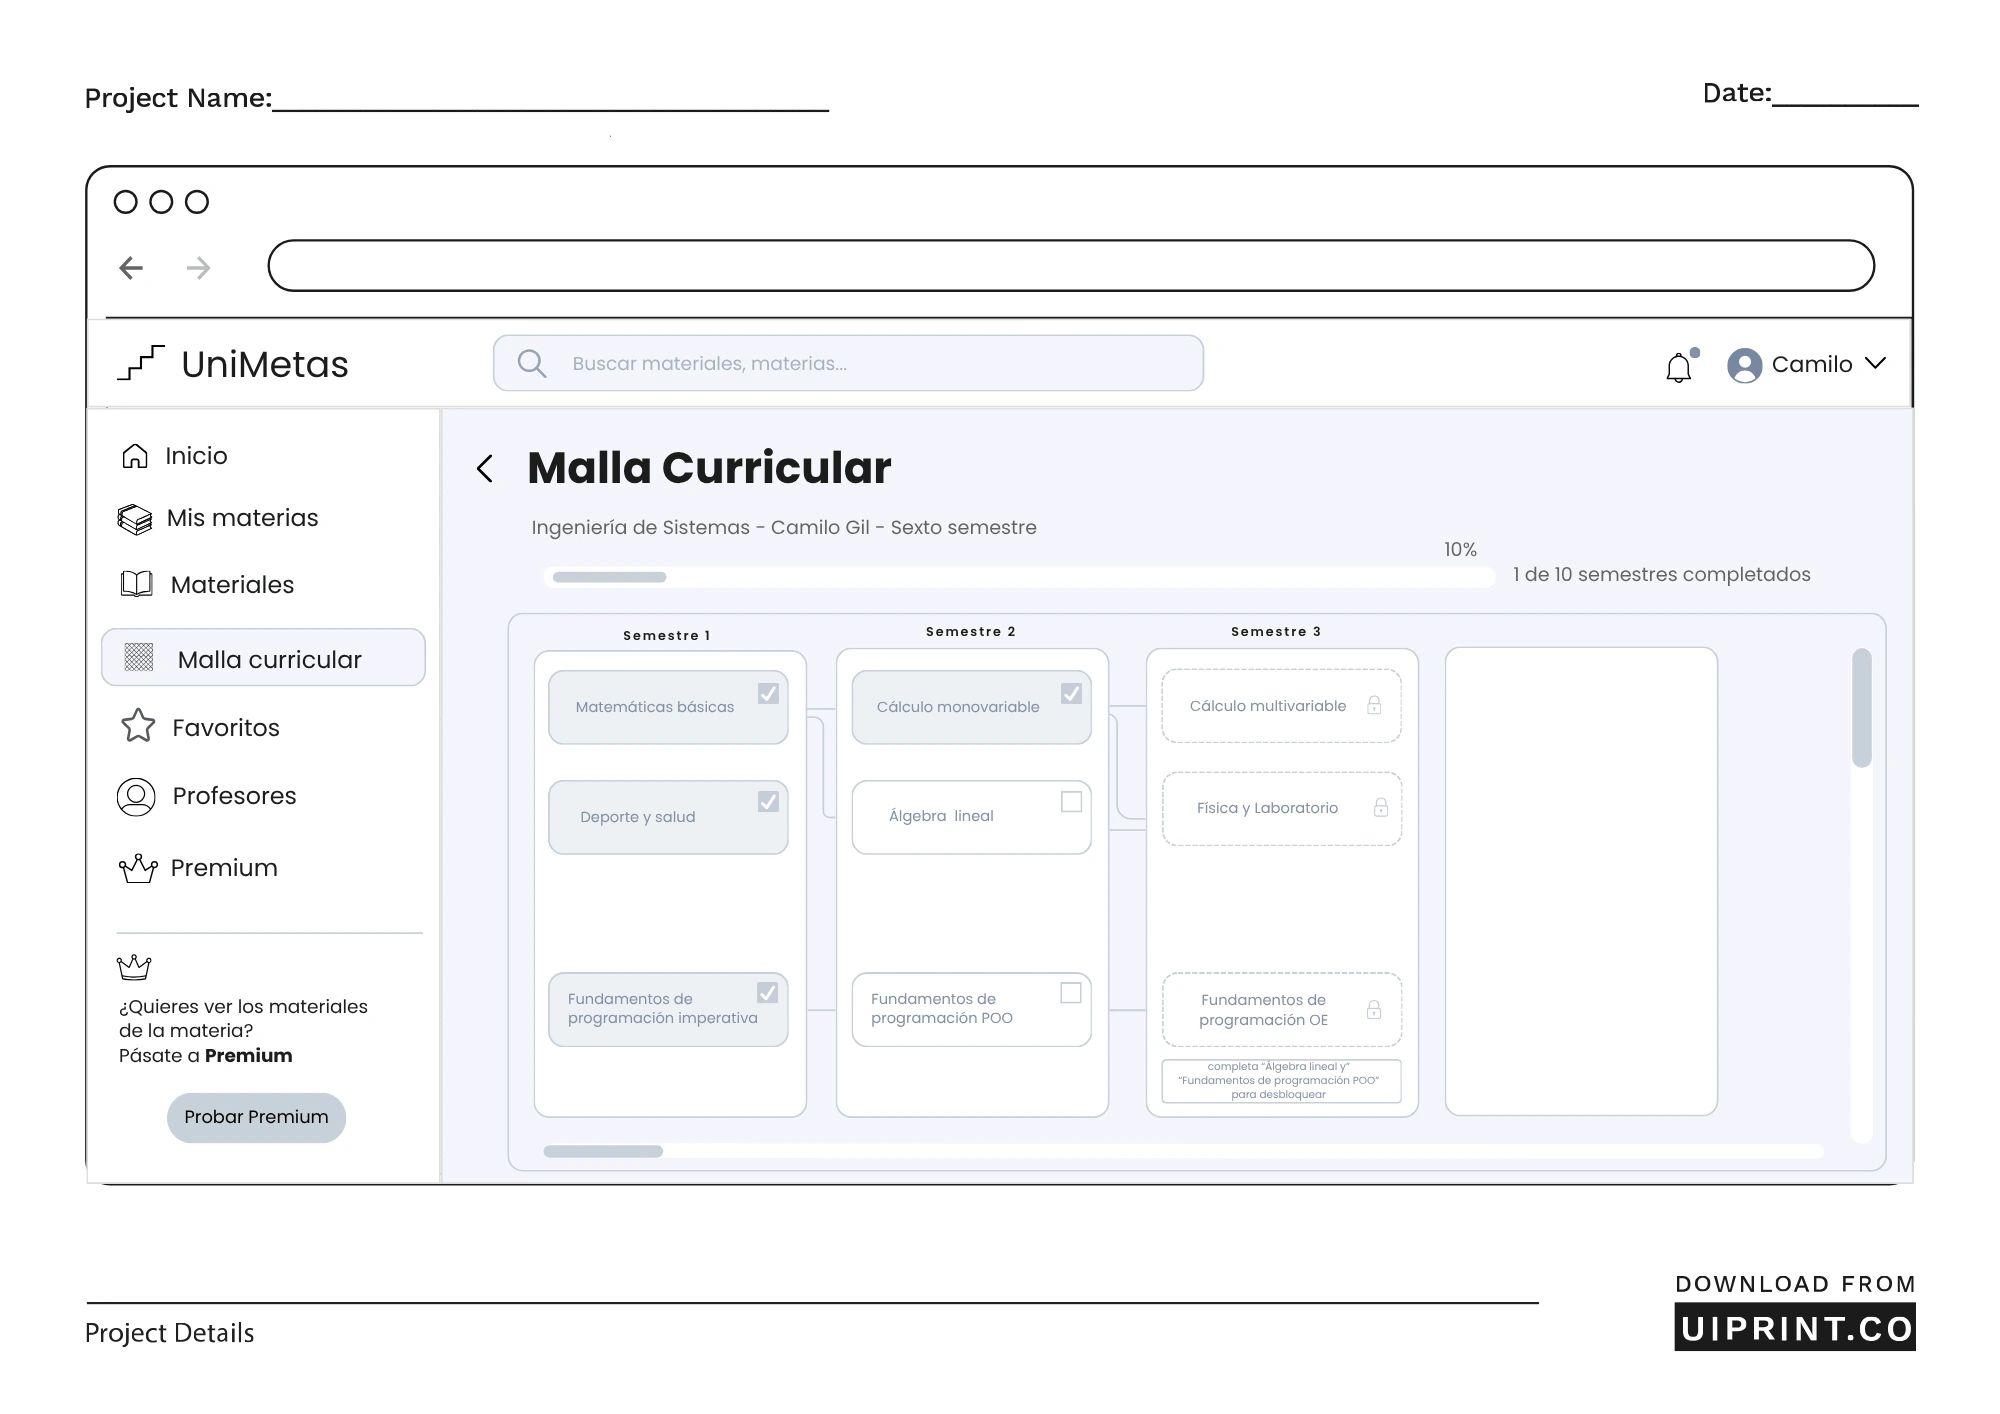 Project Name:
Date:
UniMetas
Buscar materiales, materias...
Camilo
Inicio
Mis materias
Materiales
Malla curricular
Favoritos
Profesores
Premium
¿Quieres ver los materiales
de la materia?
Pásate a Premium
Probar Premium
Malla Curricular
Ingeniería de Sistemas - Camilo Gil - Sexto semestre
10%
1 de 10 semestres completados
Semestre 1
Matemáticas básicas
Deporte y salud
Fundamentos de
programación imperativa
Semestre 2
Cálculo monovariable
Álgebra lineal
Fundamentos de
programación POO
Semestre 3
Cálculo multivariable
Física y Laboratorio
Fundamentos de
programación OE
completa “Álgebra lineal y”
“Fundamentos de programación POO”
para desbloquear
Project Details
DOWNLOAD FROM
UIPRINT.CO